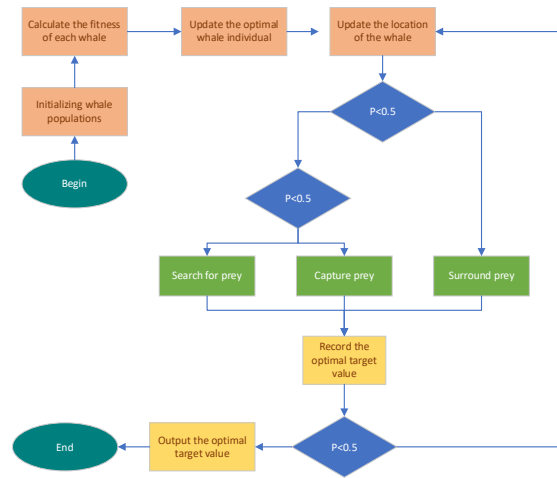 Calculate the fitness
of each whale
Update the optimal
whale individual
Update the location
of the whale
Initializing whale
populations
P<0.5
Begin
P<0.5
Search for prey
Capture prey
Surround prey
Record the
optimal target
value
End
Output the optimal
target value
P<0.5